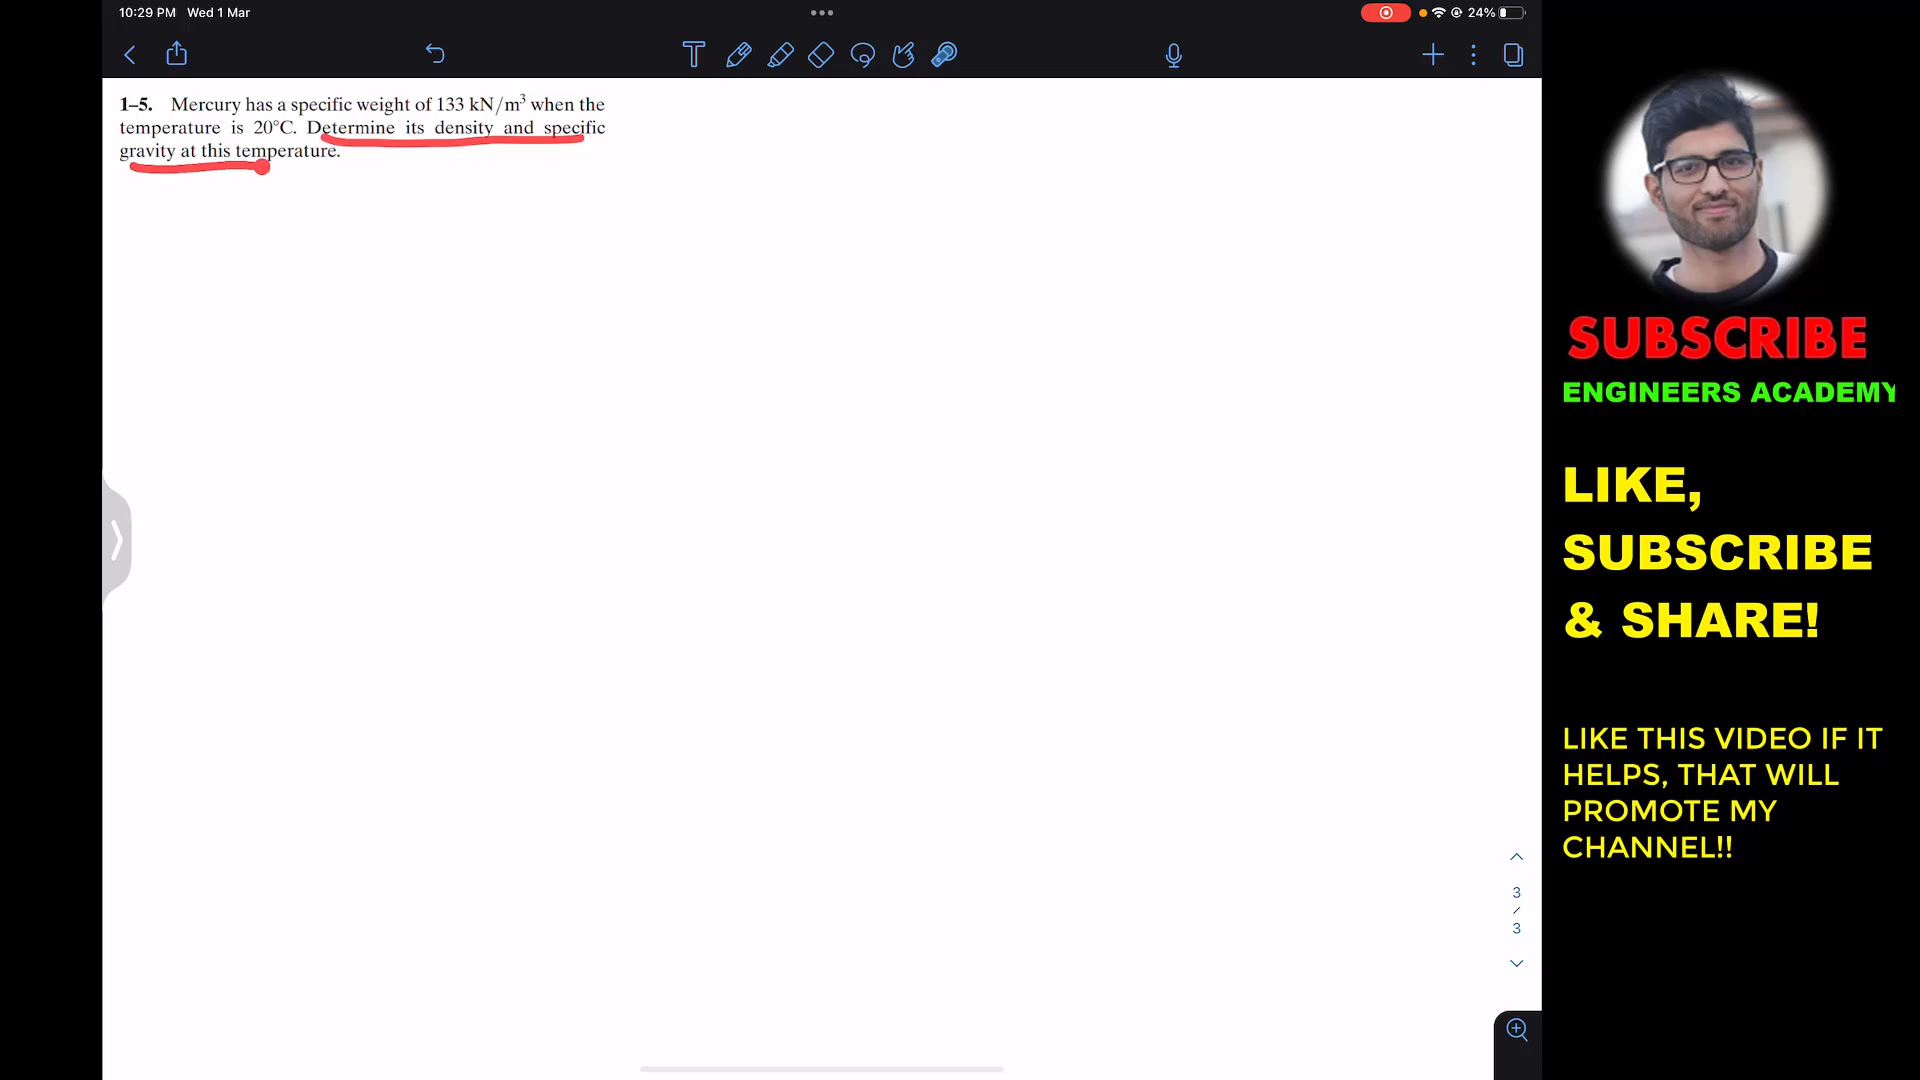 10:29 PM Wed 1 Mar
24%
1–5. Mercury has a specific weight of 133 kN/m³ when the
temperature is 20°C. Determine its density and specific
gravity at this temperature.
3
/
3
SUBSCRIBE
ENGINEERS ACADEMY
LIKE,
SUBSCRIBE
& SHARE!
LIKE THIS VIDEO IF IT
HELPS, THAT WILL
PROMOTE MY
CHANNEL!!